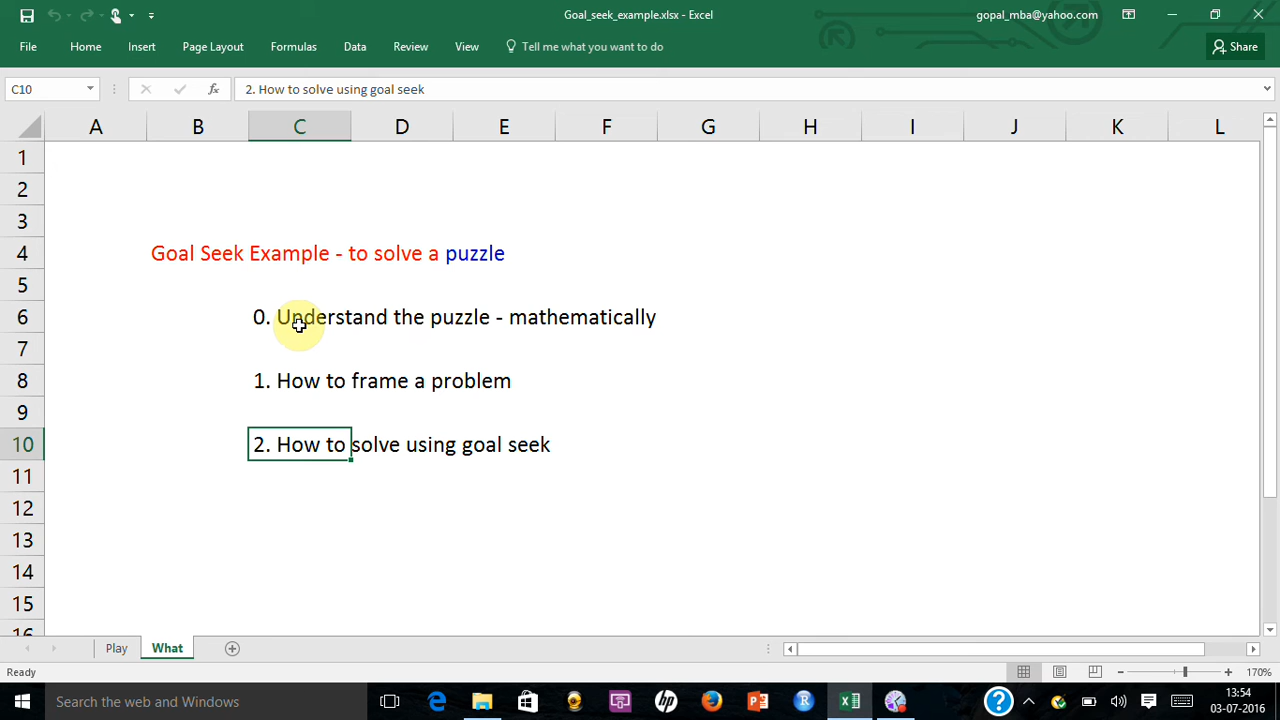 Goal_seek_example.xlsx - Excel
gopal_mba@yahoo.com
File Home Insert Page Layout Formulas Data Review View Tell me what you want to do Share
C10 fx 2. How to solve using goal seek
A B C D E F G H I J K L
1
2
3
4 Goal Seek Example - to solve a puzzle
5
6 0. Understand the puzzle - mathematically
7
8 1. How to frame a problem
9
10 2. How to solve using goal seek
11
12
13
14
15
16
Play What
Ready 170%
Search the web and Windows
13:54
03-07-2016